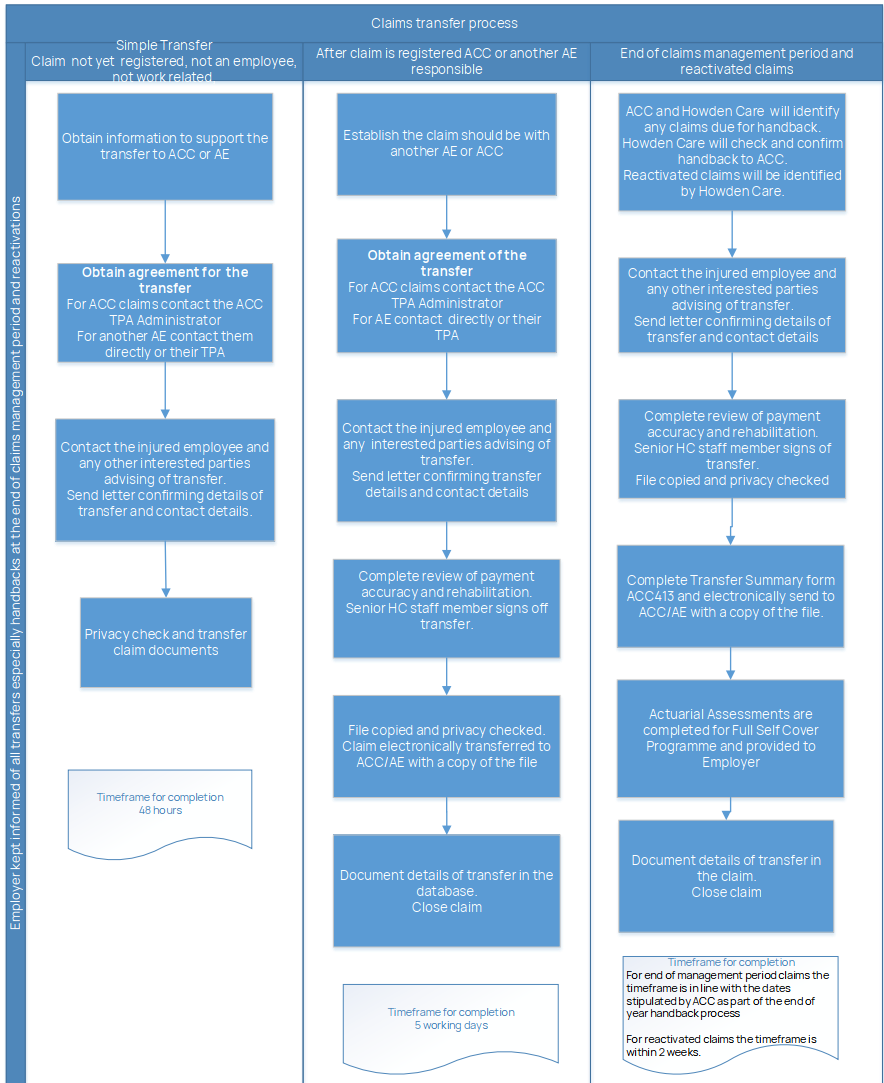 Claims transfer process
Simple Transfer
Claim not yet registered, not an employee,
not work related
After claim is registered ACC or another AE
responsible
End of claims management period and
reactivated claims
Employer kept informed of all transfers especially handbacks at the end of claims management period and reactivations
Obtain information to support the
transfer to ACC or AE
Obtain agreement for the
transfer
For ACC claims contact the ACC
TPA Administrator
For another AE contact them
directly or their TPA
Contact the injured employee and
any other interested parties
advising of transfer.
Send letter confirming details of
transfer and contact details.
Privacy check and transfer
claim documents
Timeframe for completion
48 hours
Establish the claim should be with
another AE or ACC
Obtain agreement of the
transfer
For ACC claims contact the ACC
TPA Administrator
For AE contact directly or their
TPA
Contact the injured employee and
any interested parties advising of
transfer.
Send letter confirming transfer
details and contact details
Complete review of payment
accuracy and rehabilitation.
Senior HC staff member signs off
transfer.
File copied and privacy checked.
Claim electronically transferred to
ACC/AE with a copy of the file
Document details of transfer in the
database.
Close claim
Timeframe for completion
5 working days
ACC and Howden Care will identify
any claims due for handback.
Howden Care will check and confirm
handback to ACC.
Reactivated claims will be identified
by Howden Care.
Contact the injured employee and
any other interested parties
advising of transfer.
Send letter confirming details of
transfer and contact details
Complete review of payment
accuracy and rehabilitation.
Senior HC staff member signs of
transfer.
File copied and privacy checked
Complete Transfer Summary form
ACC413 and electronically send to
ACC/AE with a copy of the file.
Actuarial Assessments are
completed for Full Self Cover
Programme and provided to
Employer
Document details of transfer in
the claim.
Close claim
Timeframe for completion
For end of management period claims the
timeframe is in line with the dates
stipulated by ACC as part of the end of
year handback process
For reactivated claims the timeframe is
within 2 weeks.